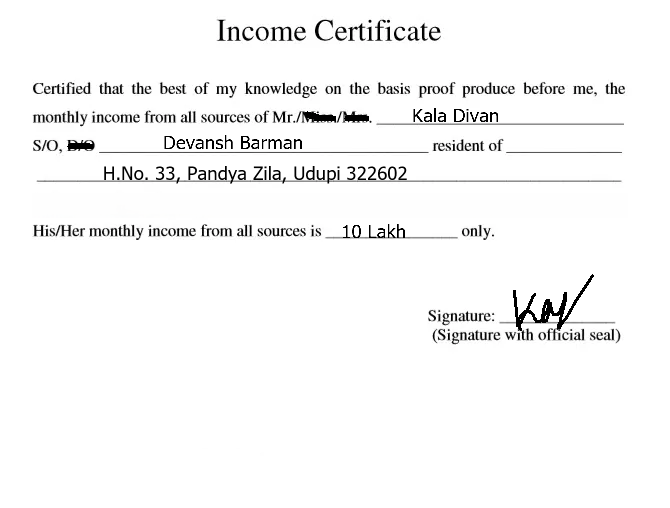 Income Certificate
Certified that the best of my knowledge on the basis proof produce before me, the
monthly income from all sources of Mr./Miss/Mrs. Kala Divan
S/O, D/O Devansh Barman resident of
H.No. 33, Pandya Zila, Udupi 322602
His/Her monthly income from all sources is 10 Lakh only.
Signature:
(Signature with official seal)